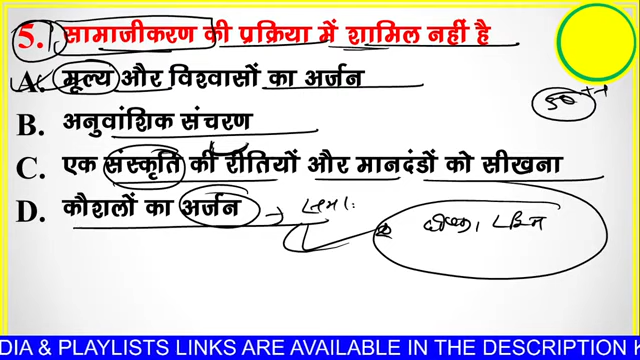 5. सामाजीकरण की प्रक्रिया में शामिल नहीं है
A. मूल्य और विश्वासों का अर्जन
B. अनुवांशिक संचरण
C. एक संस्कृति की रीतियों और मानदंडों को सीखना
D. कौशलों का अर्जन
DIA & PLAYLISTS LINKS ARE AVAILABLE IN THE DESCRIPTION